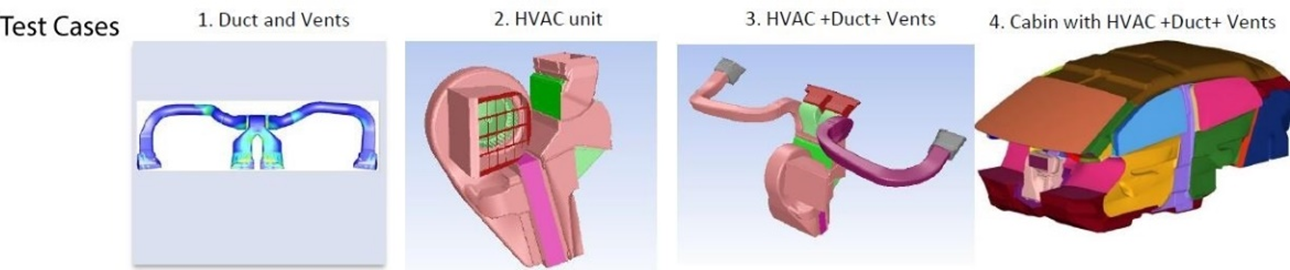 Test Cases
1. Duct and Vents
2. HVAC unit
3. HVAC +Duct+ Vents
4. Cabin with HVAC +Duct+ Vents